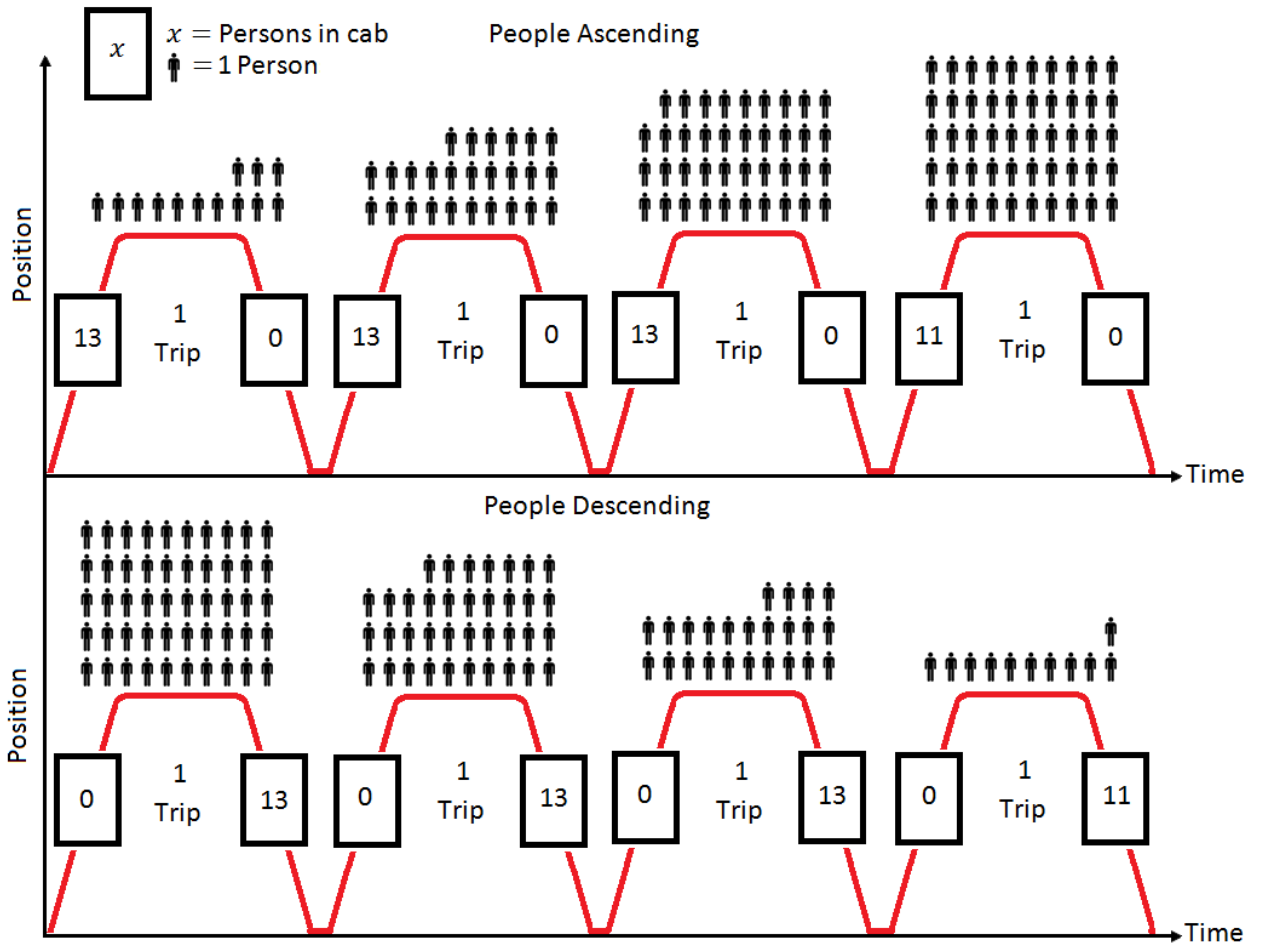 x
x = Persons in cab
= 1 Person
People Ascending
Position
13
1
Trip
0
13
1
Trip
0
13
1
Trip
0
11
1
Trip
0
Time
People Descending
Position
0
1
Trip
13
0
1
Trip
13
0
1
Trip
13
0
1
Trip
11
Time